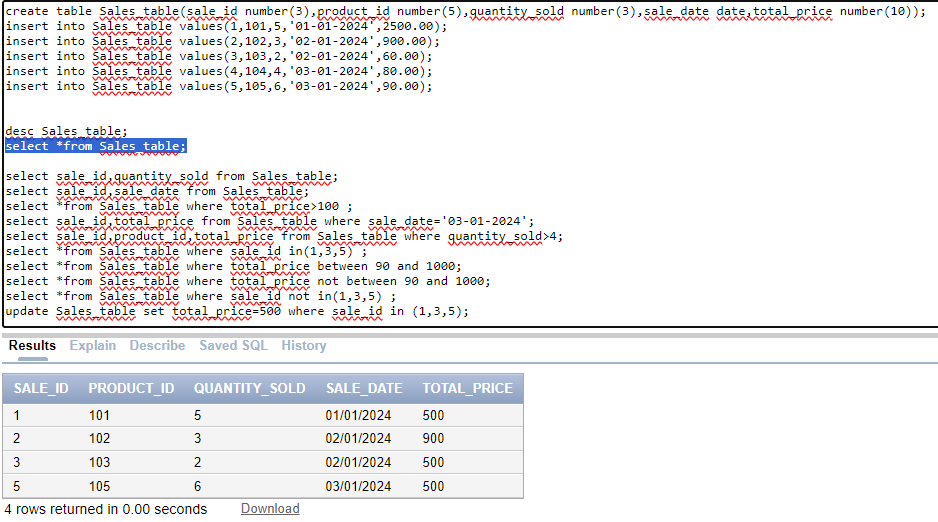 create table Sales_table(sale_id number(3),product_id number(5),quantity_sold number(3),sale_date date,total_price number(10));
insert into Sales_table values(1,101,5,'01-01-2024',2500.00);
insert into Sales_table values(2,102,3,'02-01-2024',900.00);
insert into Sales_table values(3,103,2,'02-01-2024',60.00);
insert into Sales_table values(4,104,4,'03-01-2024',80.00);
insert into Sales_table values(5,105,6,'03-01-2024',90.00);
desc Sales_table;
select *from Sales_table;
select sale_id,quantity_sold from Sales_table;
select sale_id,sale_date from Sales_table;
select *from Sales_table where total_price>100 ;
select sale_id,total_price from Sales_table where sale_date='03-01-2024';
select sale_id,product_id,total_price from Sales_table where quantity_sold>4;
select *from Sales_table where sale_id in(1,3,5) ;
select *from Sales_table where total_price between 90 and 1000;
select *from Sales_table where total_price not between 90 and 1000;
select *from Sales_table where sale_id not in(1,3,5) ;
update Sales_table set total_price=500 where sale_id in (1,3,5);
Results Explain Describe Saved SQL History
SALE_ID PRODUCT_ID QUANTITY_SOLD SALE_DATE TOTAL_PRICE
1 101 5 01/01/2024 500
2 102 3 02/01/2024 900
3 103 2 02/01/2024 500
5 105 6 03/01/2024 500
4 rows returned in 0.00 seconds Download